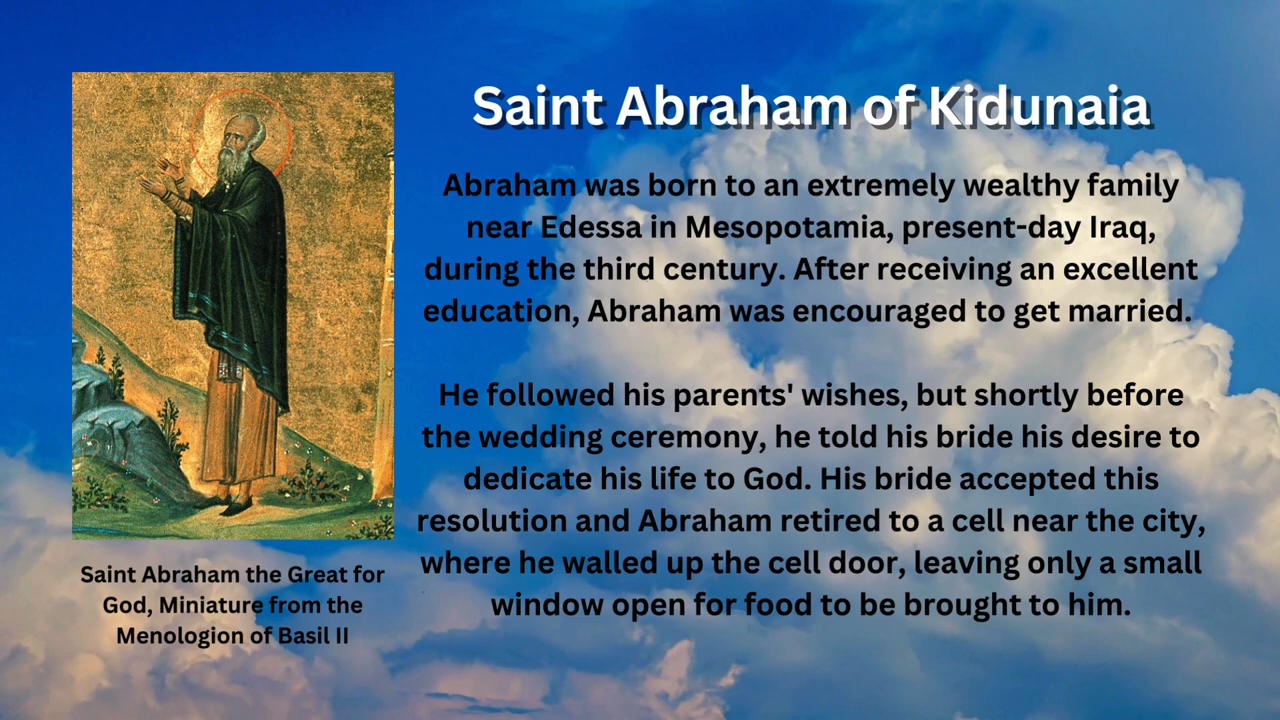 Saint Abraham of Kidunaia
Abraham was born to an extremely wealthy family
near Edessa in Mesopotamia, present-day Iraq,
during the third century. After receiving an excellent
education, Abraham was encouraged to get married.
He followed his parents' wishes, but shortly before
the wedding ceremony, he told his bride his desire to
dedicate his life to God. His bride accepted this
resolution and Abraham retired to a cell near the city,
where he walled up the cell door, leaving only a small
window open for food to be brought to him.
Saint Abraham the Great for
God, Miniature from the
Menologion of Basil II